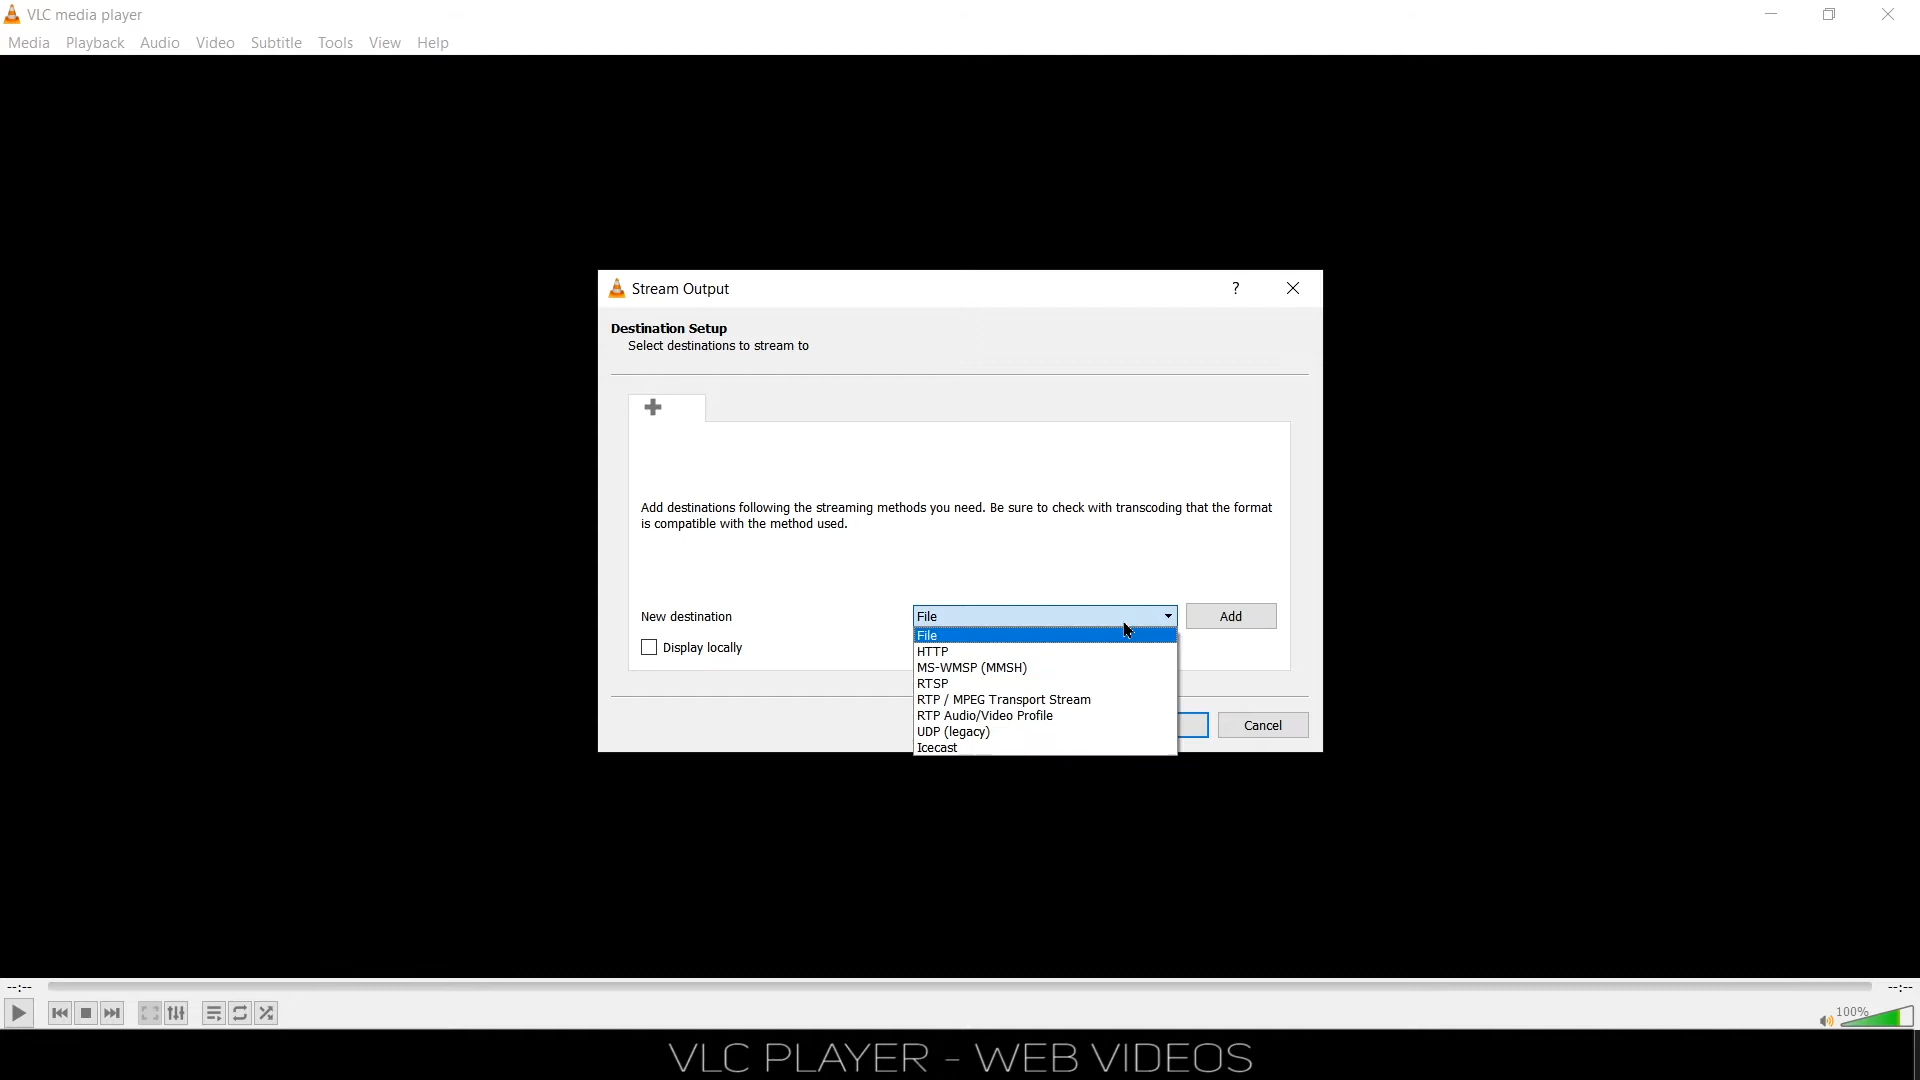 VLC media player
Media Playback Audio Video Subtitle Tools View Help
Stream Output
?
Destination Setup
Select destinations to stream to
Add destinations following the streaming methods you need. Be sure to check with transcoding that the format
is compatible with the method used.
New destination
File
Add
Display locally
File
HTTP
MS-WMSP (MMSH)
RTSP
RTP / MPEG Transport Stream
RTP Audio/Video Profile
UDP (legacy)
Icecast
Cancel
--:--
--:--
100%
VLC PLAYER - WEB VIDEOS